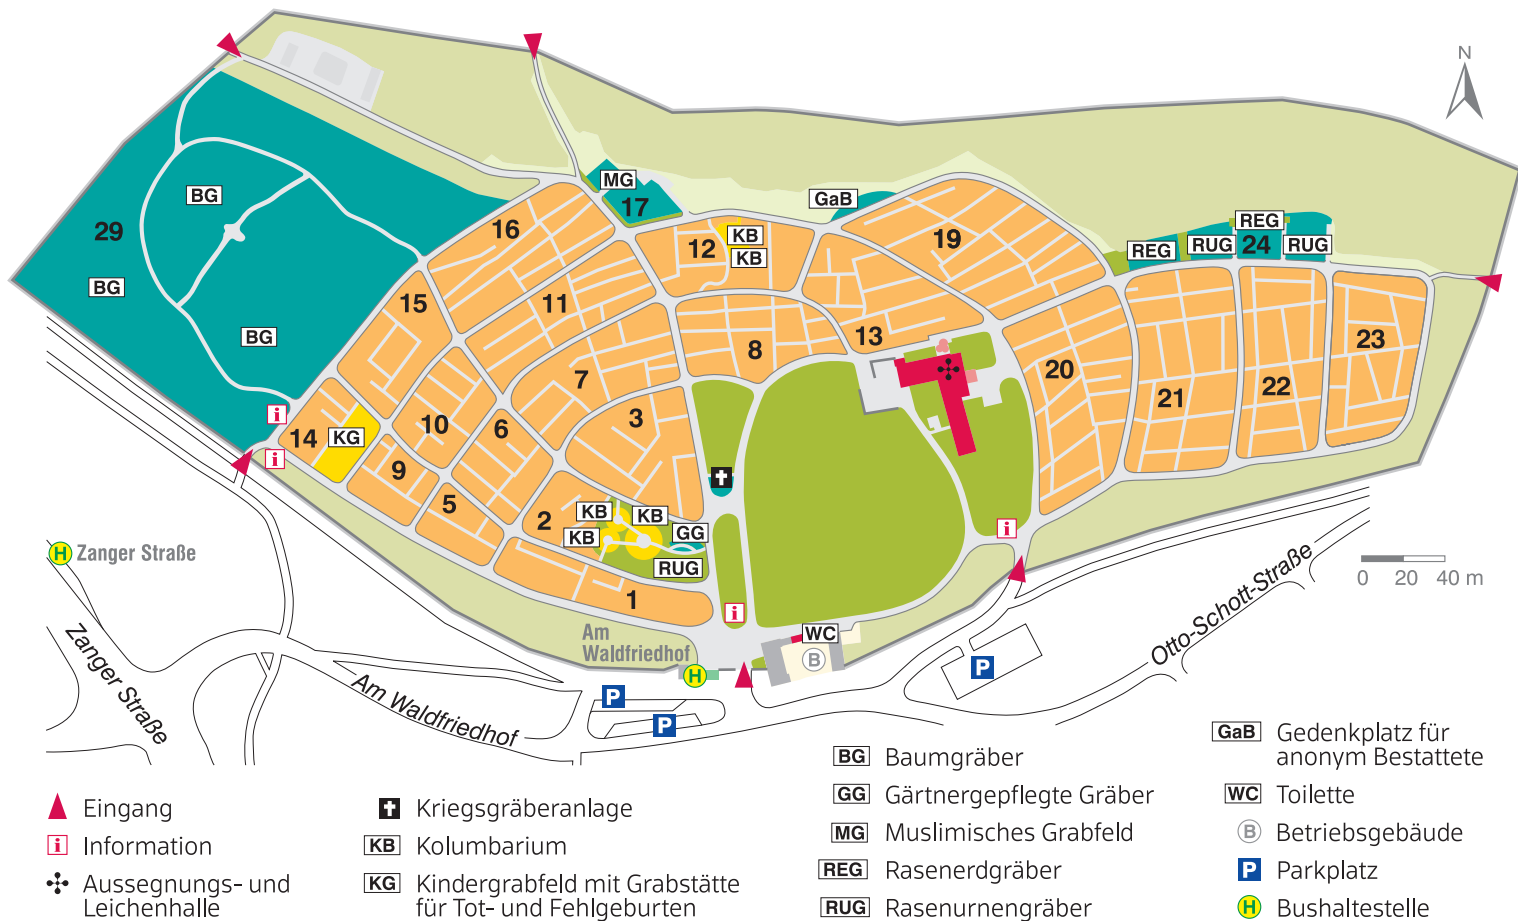 N
MG
17
BG
GaB
REG
29
16
12
KB
KB
19
REG
RUG
24
RUG
BG
15
11
BG
8
13
23
20
7
22
21
i
14
KG
10
6
3
i
9
5
2
KB
KB
KB
GG
RUG
i
H Zanger Straße
1
i
0 20 40 m
Am
Waldfriedhof
WC
B
H
P
P
P
Zanger Straße
Am Waldfriedhof
Otto-Schott-Straße
Eingang
i Information
Aussegnungs- und
Leichenhalle
Kriegsgräberanlage
KB Kolumbarium
KG Kindergrabfeld mit Grabstätte
für Tot- und Fehlgeburten
BG Baumgräber
GG Gärtnergepflegte Gräber
MG Muslimisches Grabfeld
REG Rasenerdgräber
RUG Rasenurnengräber
GaB Gedenkplatz für
anonym Bestattete
WC Toilette
B Betriebsgebäude
P Parkplatz
H Bushaltestelle